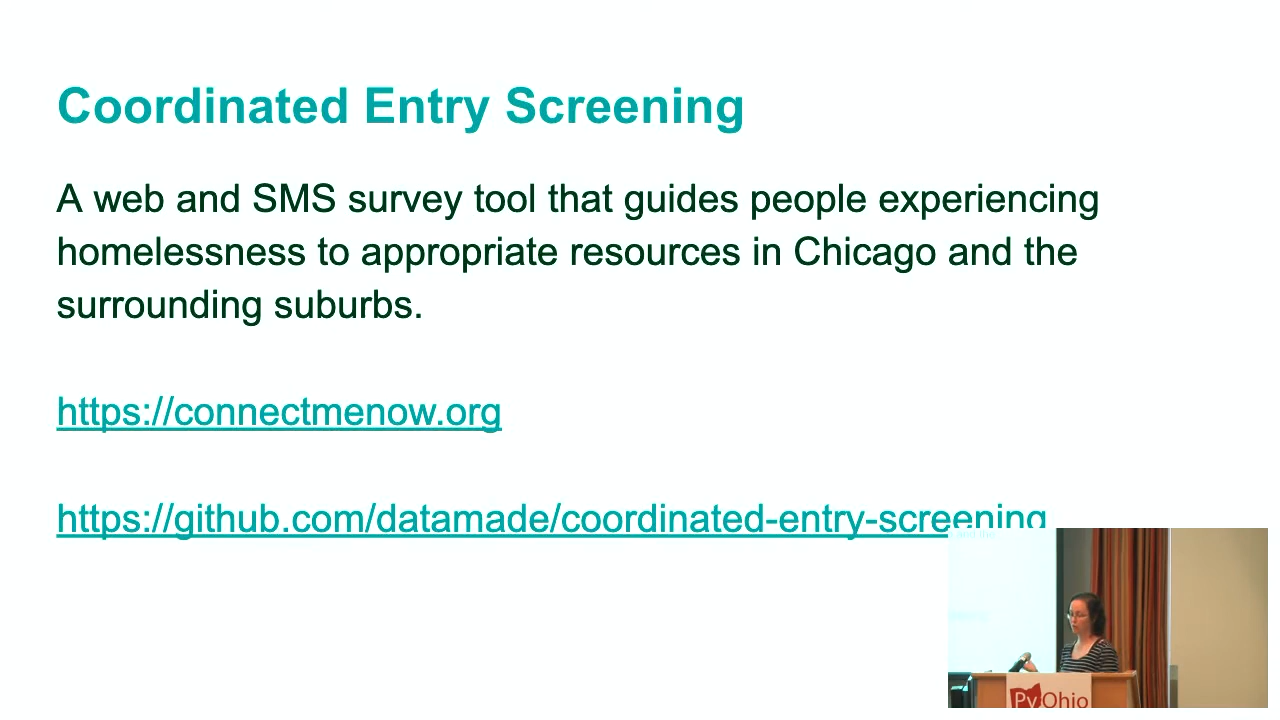 Coordinated Entry Screening
A web and SMS survey tool that guides people experiencing
homelessness to appropriate resources in Chicago and the
surrounding suburbs.
https://connectmenow.org
https://github.com/datamade/coordinated-entry-screening
PyOhio